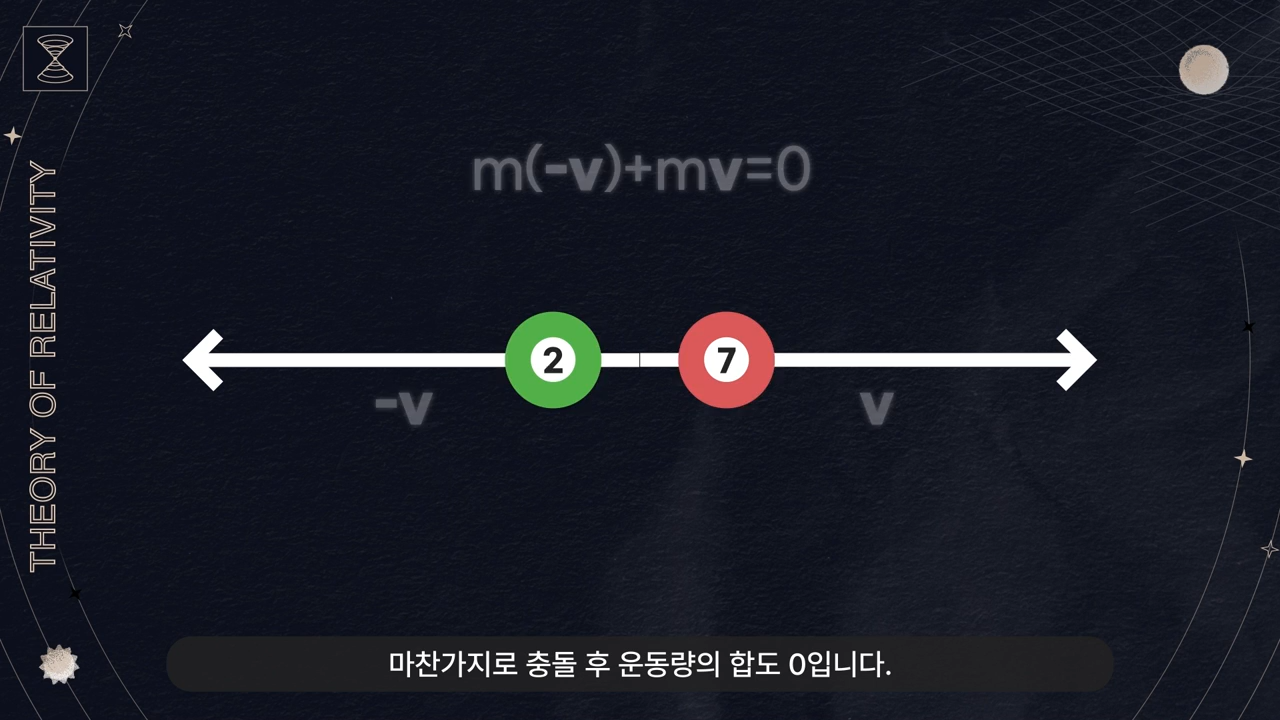 THEORY OF RELATIVITY
m(-v)+mv=0
2 7
-v v
마찬가지로 충돌 후 운동량의 합도 0입니다.